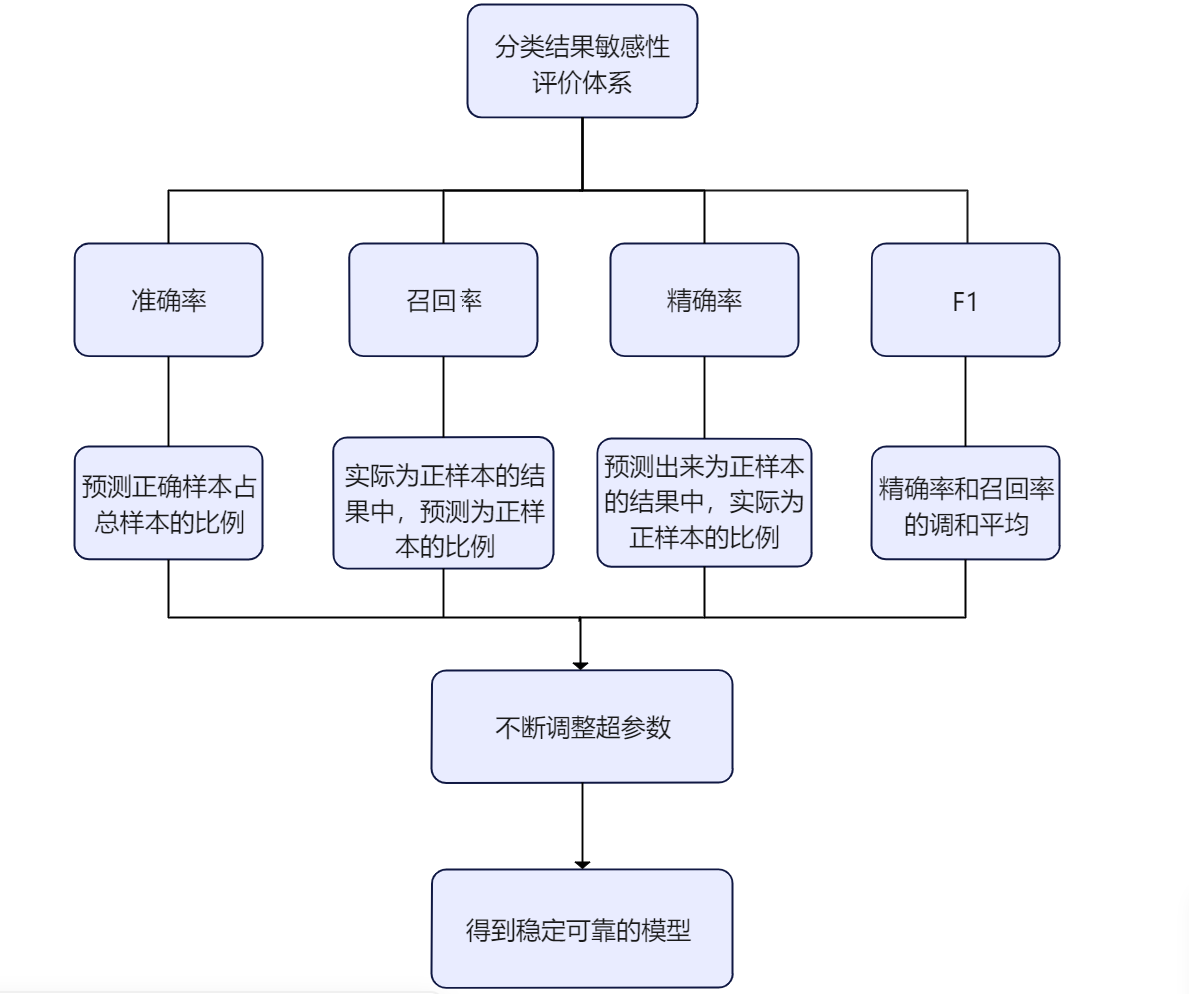 分类结果敏感性
评价体系
准确率
召回率
精确率
F1
预测正确样本占
总样本的比例
实际为正样本的结
果中，预测为正样
本的比例
预测出来为正样本
的结果中，实际为
正样本的比例
精确率和召回率
的调和平均
不断调整超参数
得到稳定可靠的模型